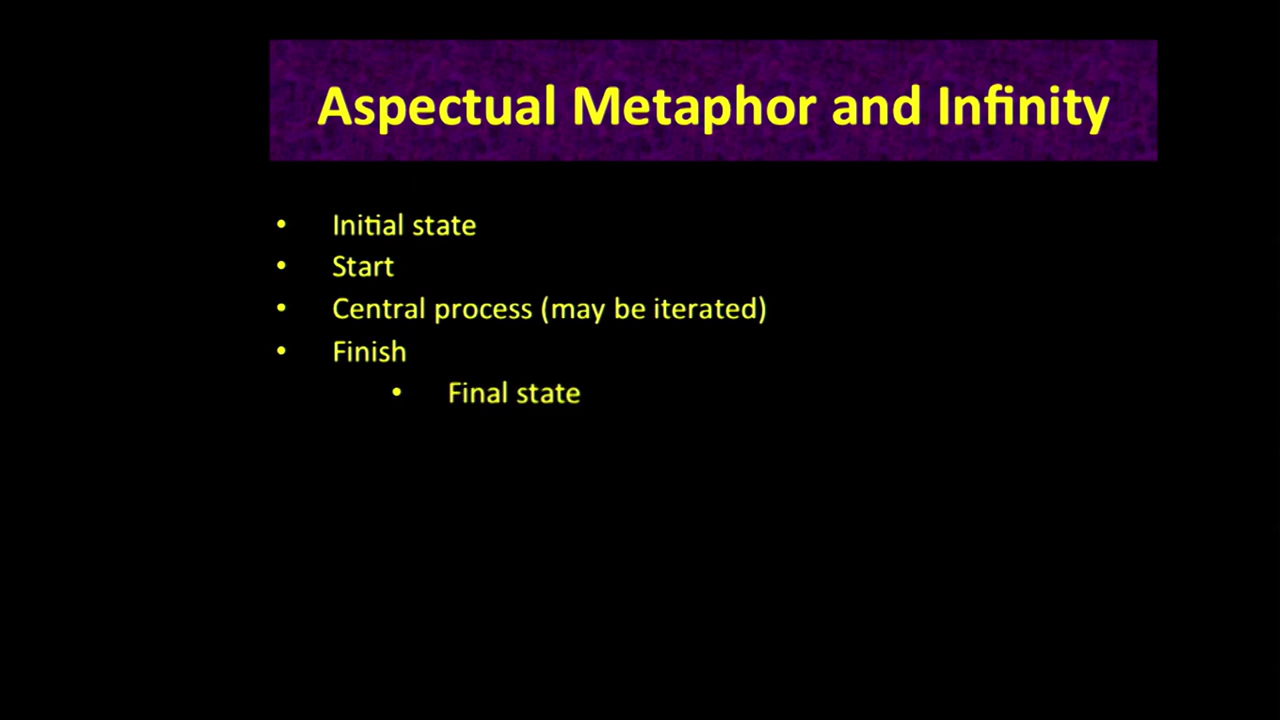 Aspectual Metaphor and Infinity
• Initial state
• Start
• Central process (may be iterated)
• Finish
• Final state